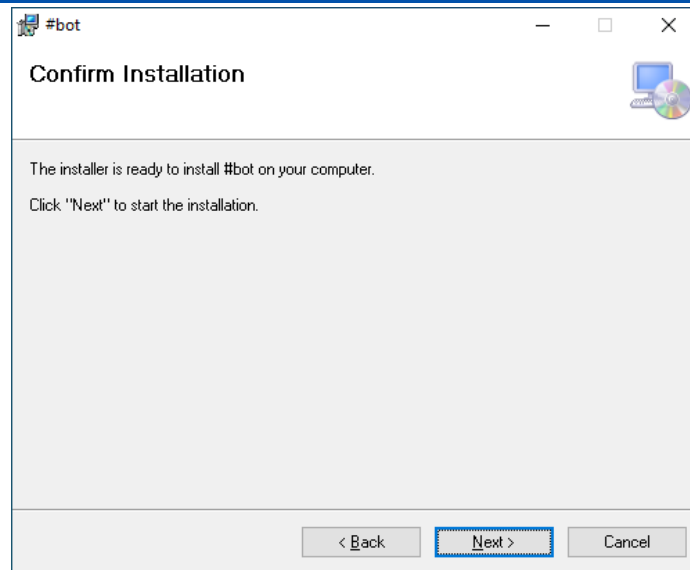 #bot
Confirm Installation
The installer is ready to install #bot on your computer.
Click "Next" to start the installation.
< Back
Next >
Cancel